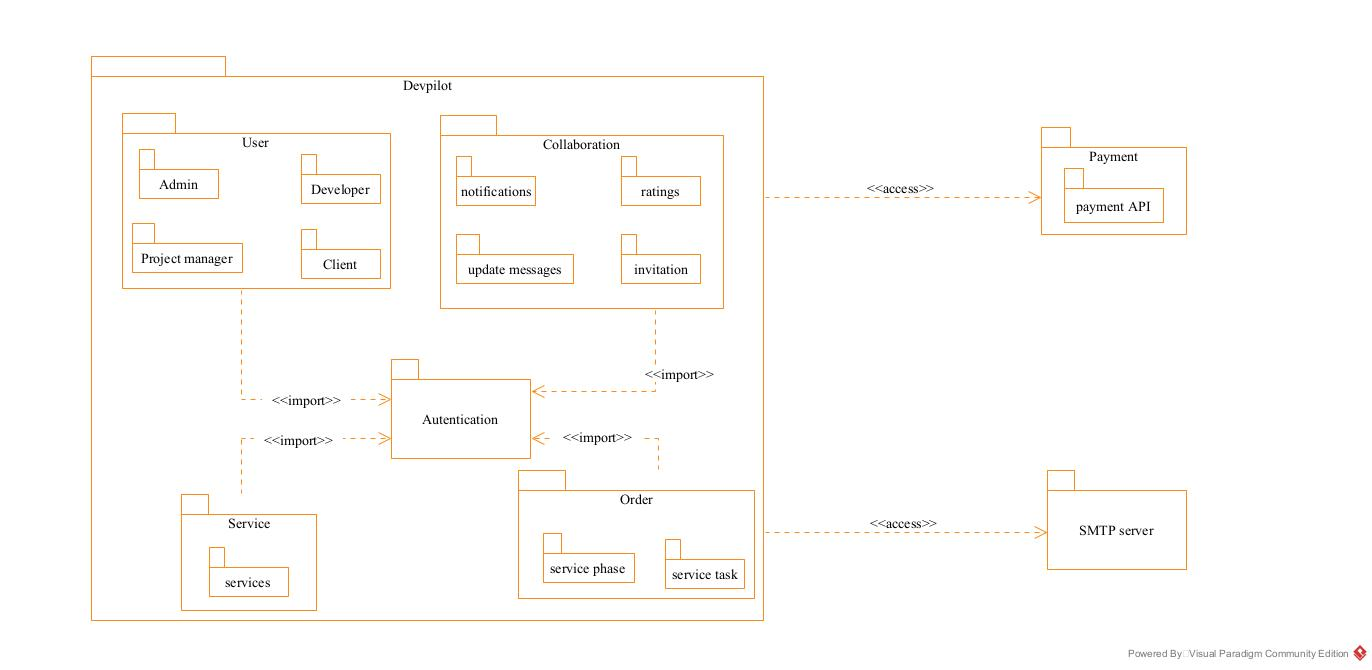 Devpilot
User
Admin
Developer
Project manager
Client
Collaboration
notifications
ratings
update messages
invitation
<<access>>
Payment
payment API
<<import>>
<<import>>
Autentication
<<import>>
<<import>>
Service
services
Order
service phase
service task
<<access>>
SMTP server
Powered By Visual Paradigm Community Edition